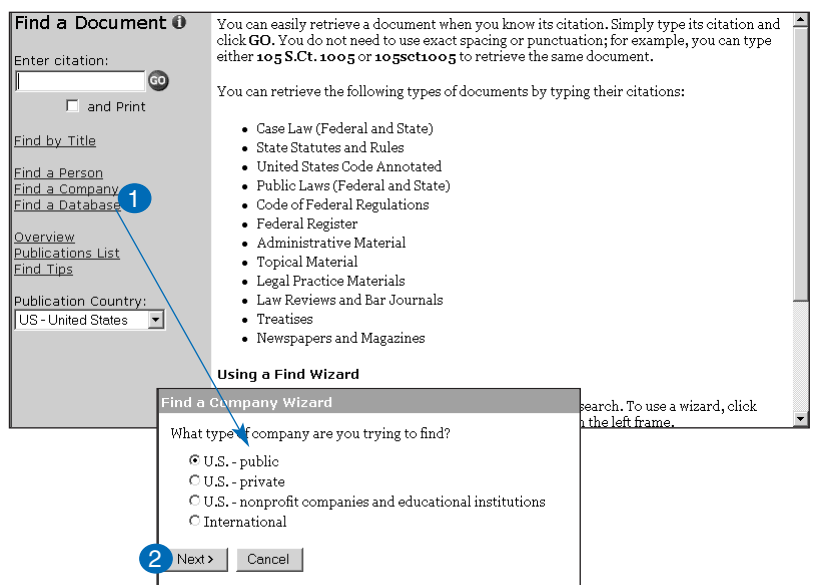 Find a Document i
Enter citation:
GO
and Print
Find by Title
Find a Person
Find a Company
Find a Database
1
Overview
Publications List
Find Tips
Publication Country:
US - United States
You can easily retrieve a document when you know its citation. Simply type its citation and
click GO. You do not need to use exact spacing or punctuation; for example, you can type
either 105 S.Ct. 1005 or 105sct1005 to retrieve the same document.
You can retrieve the following types of documents by typing their citations:
• Case Law (Federal and State)
• State Statutes and Rules
• United States Code Annotated
• Public Laws (Federal and State)
• Code of Federal Regulations
• Federal Register
• Administrative Material
• Topical Material
• Legal Practice Materials
• Law Reviews and Bar Journals
• Treatises
• Newspapers and Magazines
Using a Find Wizard
search. To use a wizard, click
the left frame.
Find a Company Wizard
What type of company are you trying to find?
U.S. - public
U.S. - private
U.S. - nonprofit companies and educational institutions
International
2
Next>
Cancel